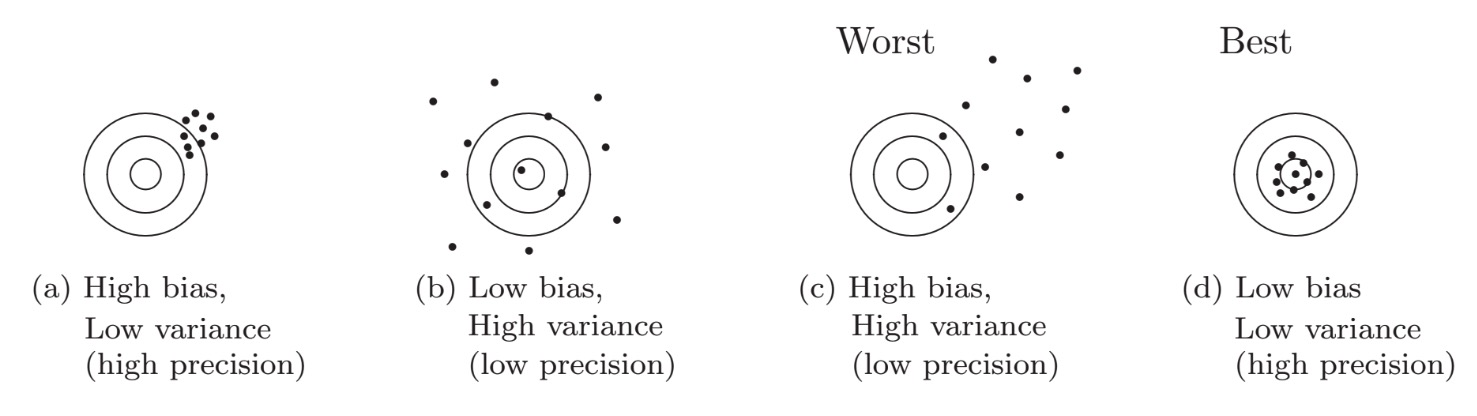 Worst
Best
(a) High bias,
Low variance
(high precision)
(b) Low bias,
High variance
(low precision)
(c) High bias,
High variance
(low precision)
(d) Low bias
Low variance
(high precision)